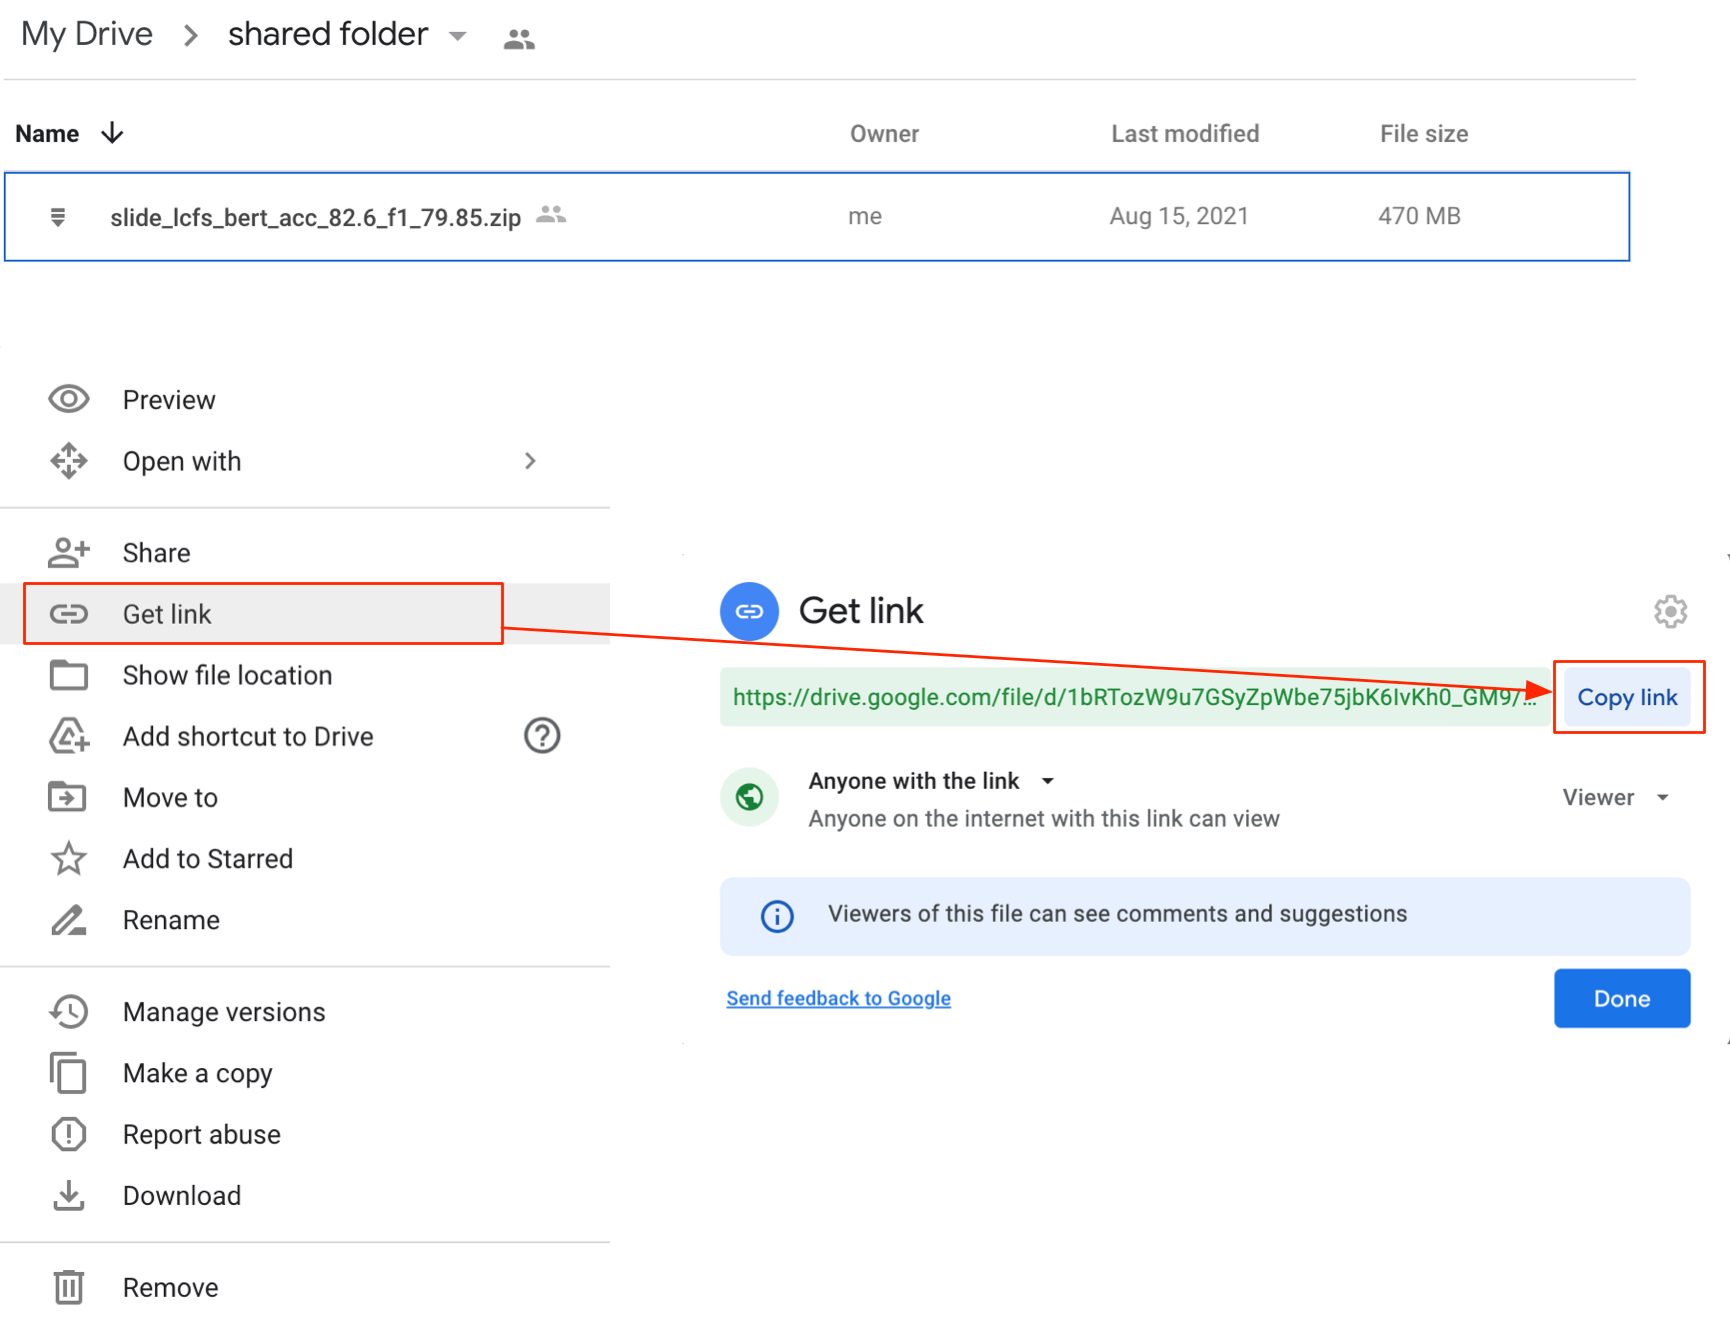 My Drive > shared folder
Name Owner Last modified File size
slide_lcfs_bert_acc_82.6_f1_79.85.zip me Aug 15, 2021 470 MB
Preview
Open with
Share
Get link
Show file location
Add shortcut to Drive
Move to
Add to Starred
Rename
Manage versions
Make a copy
Report abuse
Download
Remove
Get link
https://drive.google.com/file/d/1bRTozW9u7GSyZpWbe75jbK6IvKh0_GM9/... Copy link
Anyone with the link
Anyone on the internet with this link can view
Viewer
Viewers of this file can see comments and suggestions
Send feedback to Google
Done